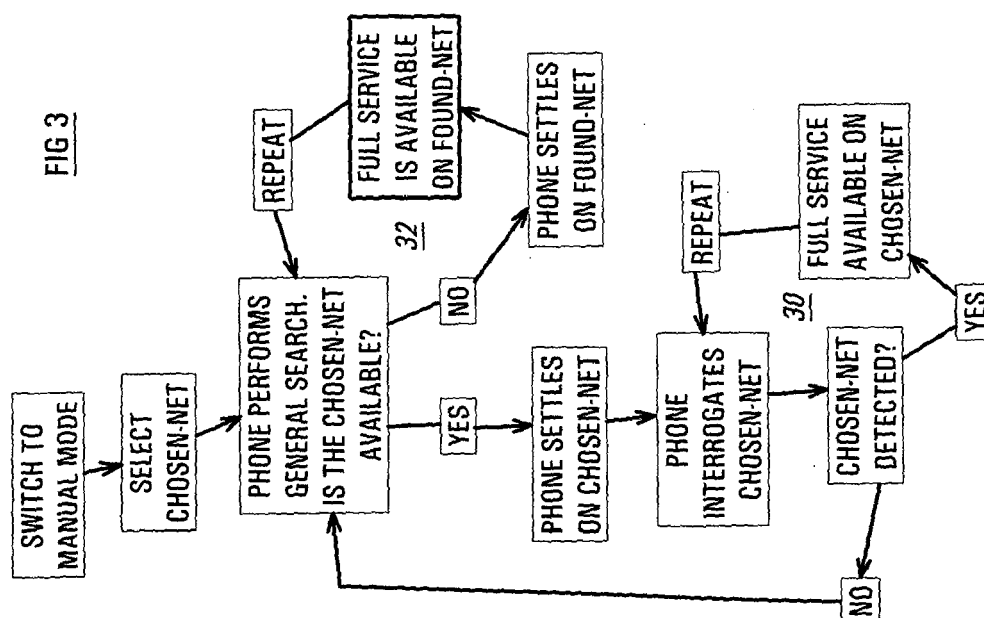 FIG 3
SWITCH TO
MANUAL MODE
SELECT
CHOSEN-NET
PHONE PERFORMS
GENERAL SEARCH.
IS THE CHOSEN-NET
AVAILABLE?
REPEAT
FULL SERVICE
IS AVAILABLE
ON FOUND-NET
32
NO
PHONE SETTLES
ON FOUND-NET
YES
PHONE SETTLES
ON CHOSEN-NET
PHONE
INTERROGATES
CHOSEN-NET
REPEAT
FULL SERVICE
AVAILABLE ON
CHOSEN-NET
30
CHOSEN-NET
DETECTED?
YES
NO